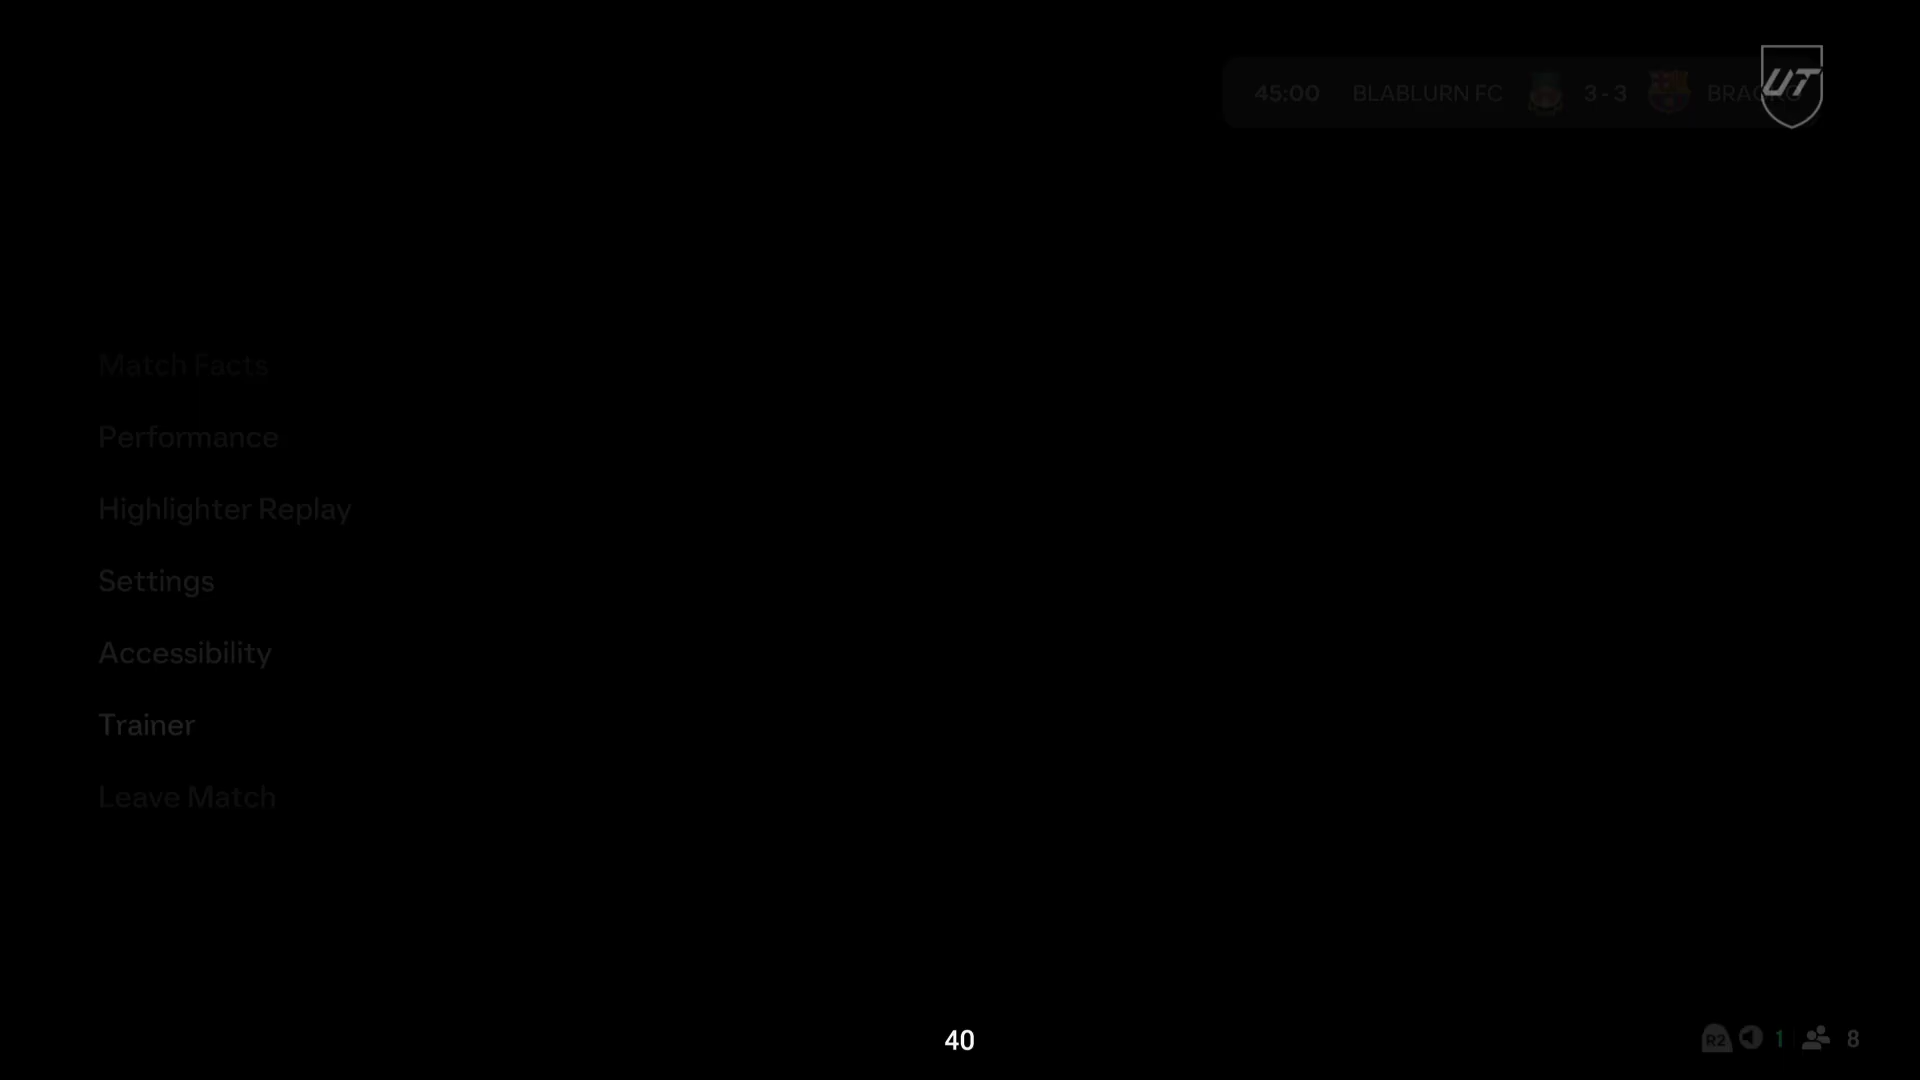 45:00 BLABLURN FC 3 - 3
UT
Match Facts
Performance
Highlighter Replay
Settings
Accessibility
Trainer
Leave Match
40
R2 1 8